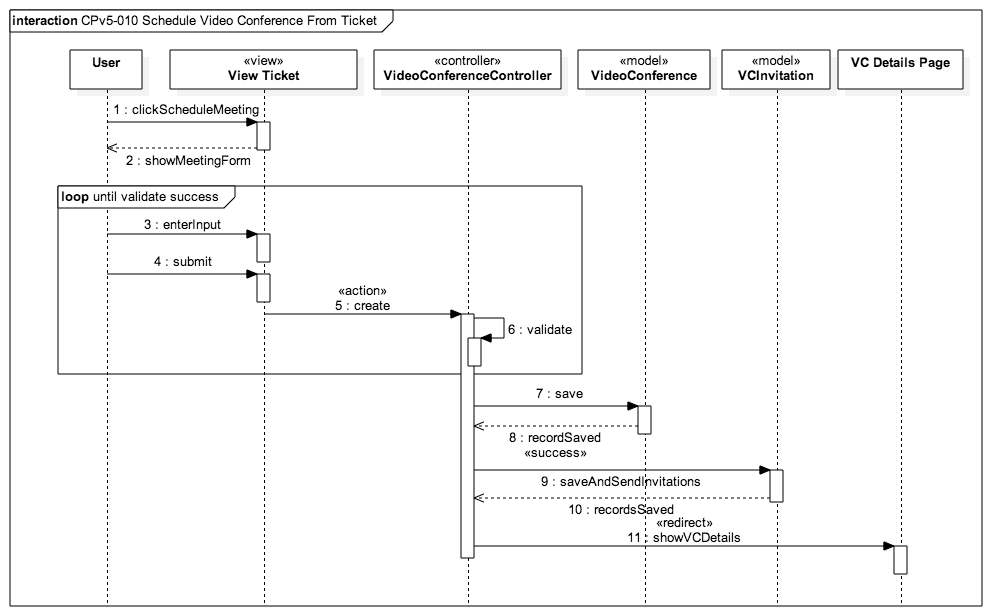 interaction CPv5-010 Schedule Video Conference From Ticket
User
«view»
View Ticket
«controller»
VideoConferenceController
«model»
VideoConference
«model»
VCInvitation
VC Details Page
1 : clickScheduleMeeting
2 : showMeetingForm
loop until validate success
3 : enterInput
4 : submit
«action»
5 : create
6 : validate
7 : save
8 : recordSaved
«success»
9 : saveAndSendInvitations
10 : recordsSaved
«redirect»
11 : showVCDetails